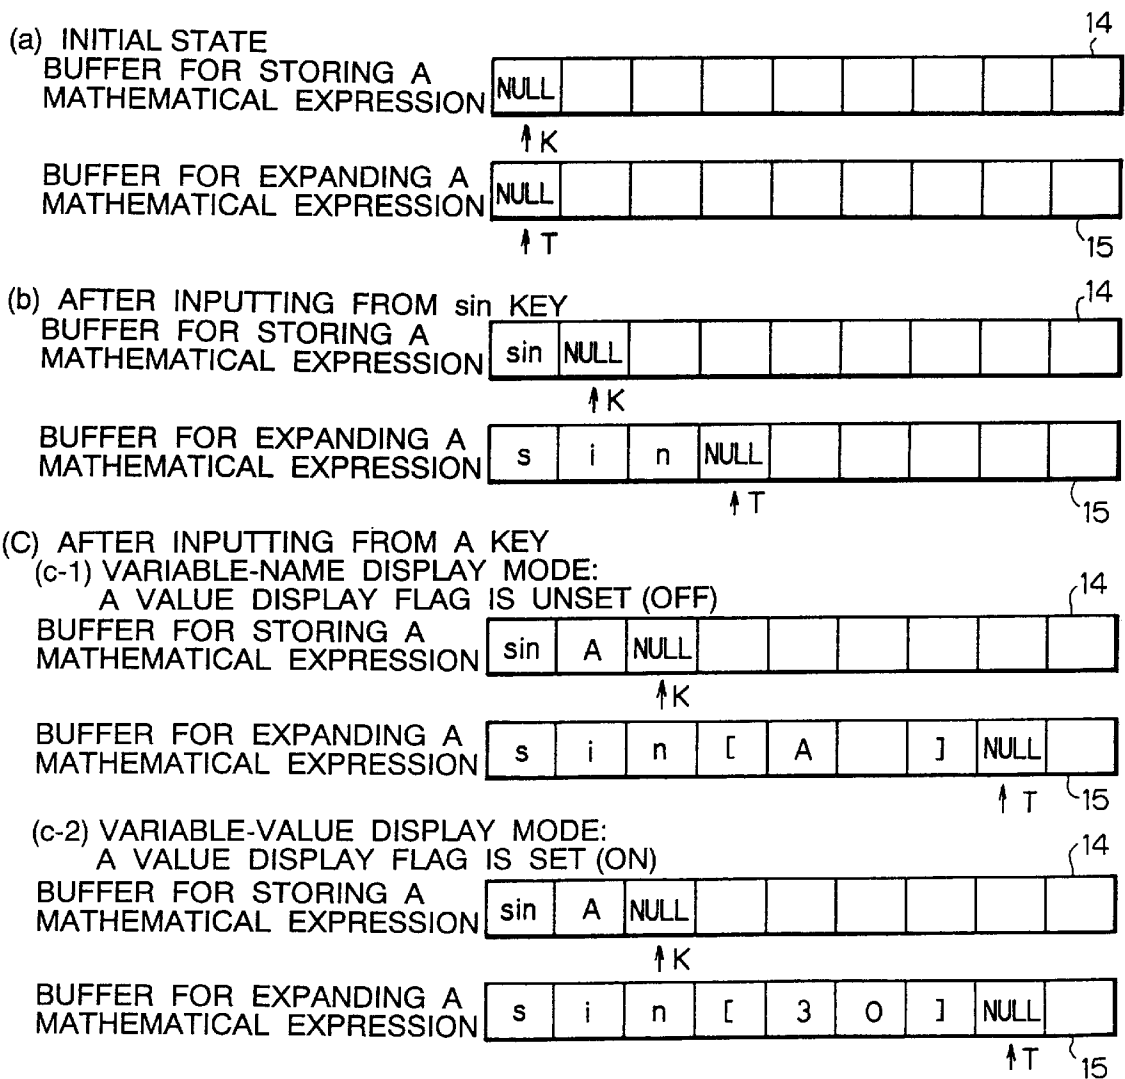 14
(a) INITIAL STATE
BUFFER FOR STORING A
MATHEMATICAL EXPRESSION NULL
K
BUFFER FOR EXPANDING A
MATHEMATICAL EXPRESSION NULL
T 15
(b) AFTER INPUTTING FROM sin KEY 14
BUFFER FOR STORING A
MATHEMATICAL EXPRESSION sin NULL
K
BUFFER FOR EXPANDING A
MATHEMATICAL EXPRESSION s i n NULL
T 15
(C) AFTER INPUTTING FROM A KEY
(c-1) VARIABLE-NAME DISPLAY MODE:
A VALUE DISPLAY FLAG IS UNSET (OFF) 14
BUFFER FOR STORING A
MATHEMATICAL EXPRESSION sin A NULL
K
BUFFER FOR EXPANDING A
MATHEMATICAL EXPRESSION s i n [ A ] NULL
T 15
(c-2) VARIABLE-VALUE DISPLAY MODE:
A VALUE DISPLAY FLAG IS SET (ON) 14
BUFFER FOR STORING A
MATHEMATICAL EXPRESSION sin A NULL
K
BUFFER FOR EXPANDING A
MATHEMATICAL EXPRESSION s i n [ 3 0 ] NULL
T 15